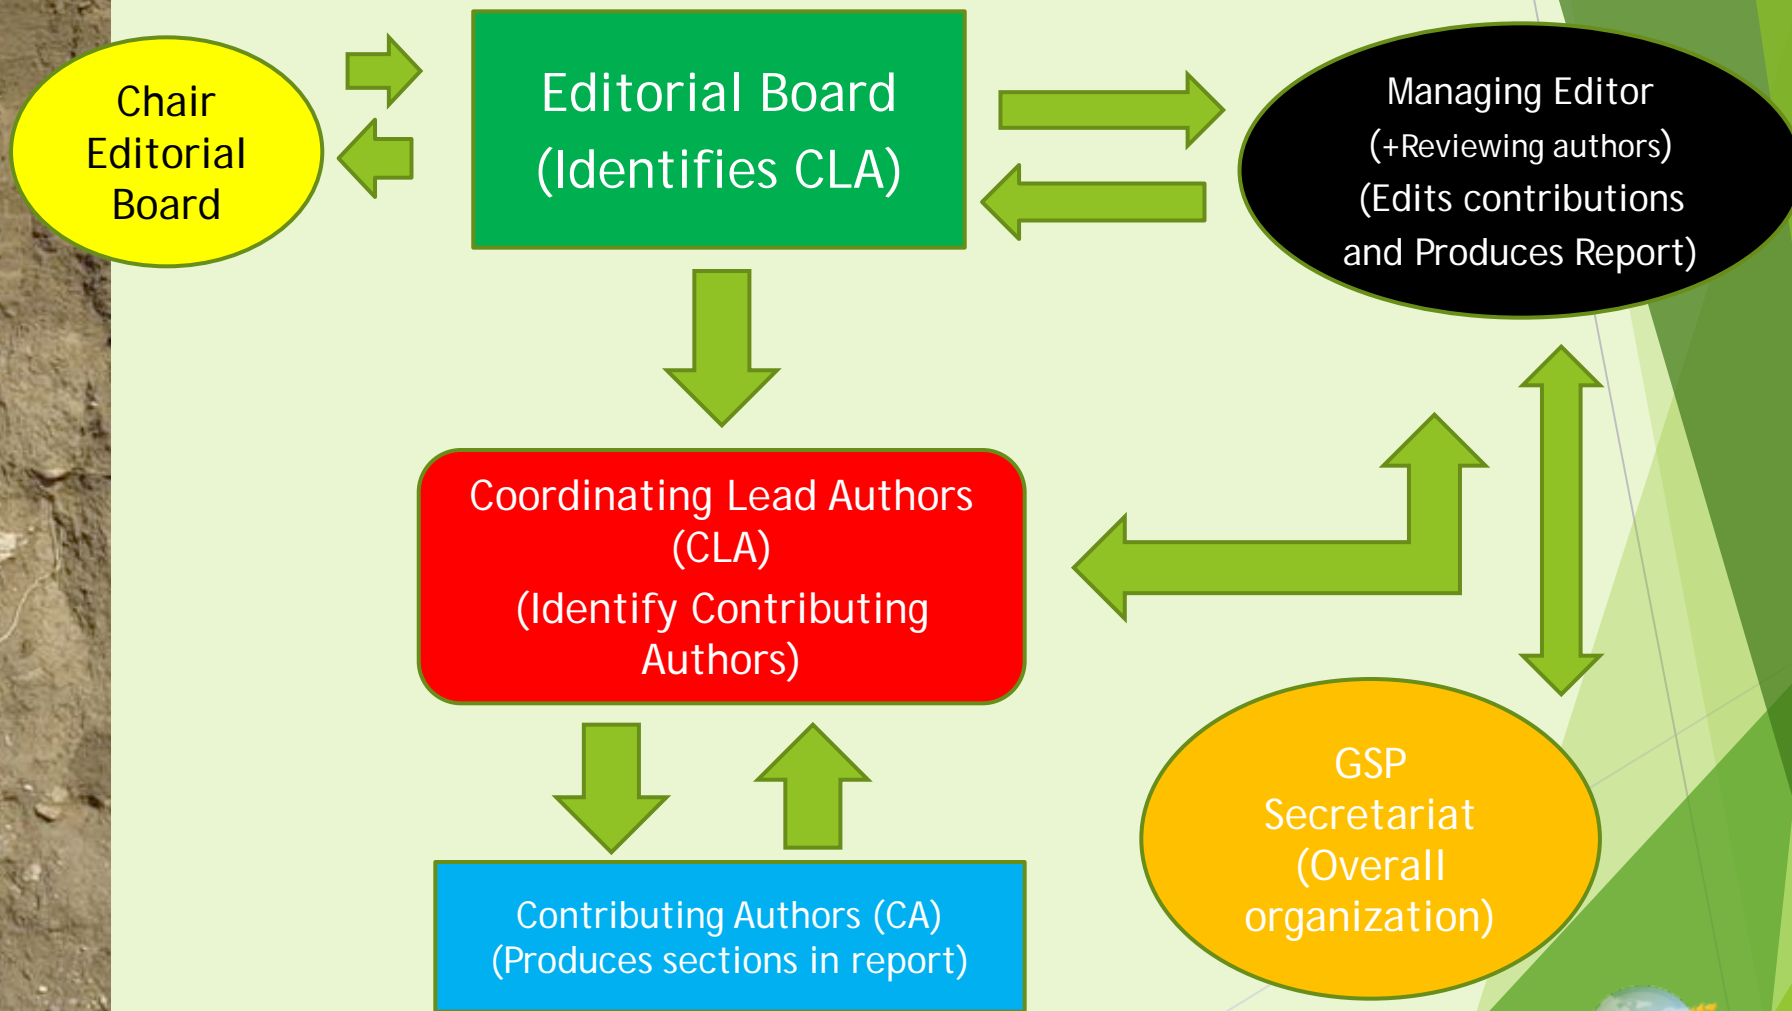 Chair
Editorial
Board
Editorial Board
(Identifies CLA)
Managing Editor
(+Reviewing authors)
(Edits contributions
and Produces Report)
Coordinating Lead Authors
(CLA)
(Identify Contributing
Authors)
GSP
Secretariat
(Overall
organization)
Contributing Authors (CA)
(Produces sections in report)